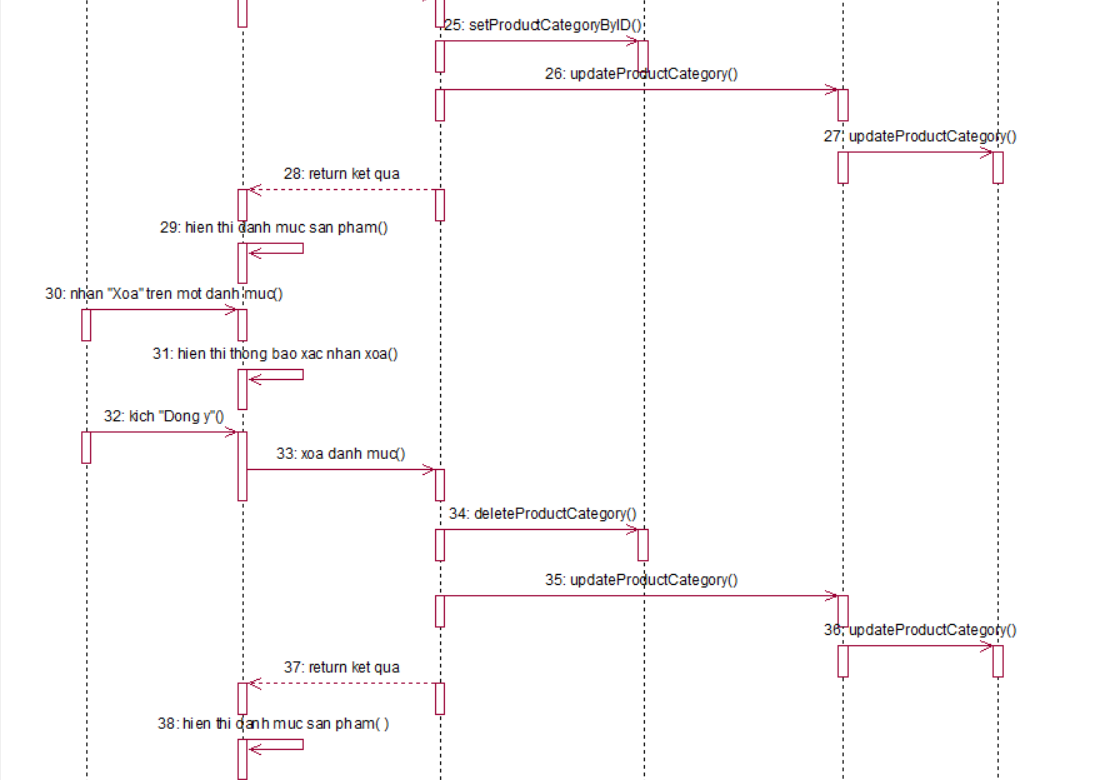 25: setProductCategoryByID()
26: updateProductCategory()
27: updateProductCategory()
28: return ket qua
29: hien thi danh muc san pham()
30: nhan "Xoa" tren mot danh muc()
31: hien thi thong bao xac nhan xoa()
32: kich "Dong y"()
33: xoa danh muc()
34: deleteProductCategory()
35: updateProductCategory()
36: updateProductCategory()
37: return ket qua
38: hien thi danh muc san pham( )